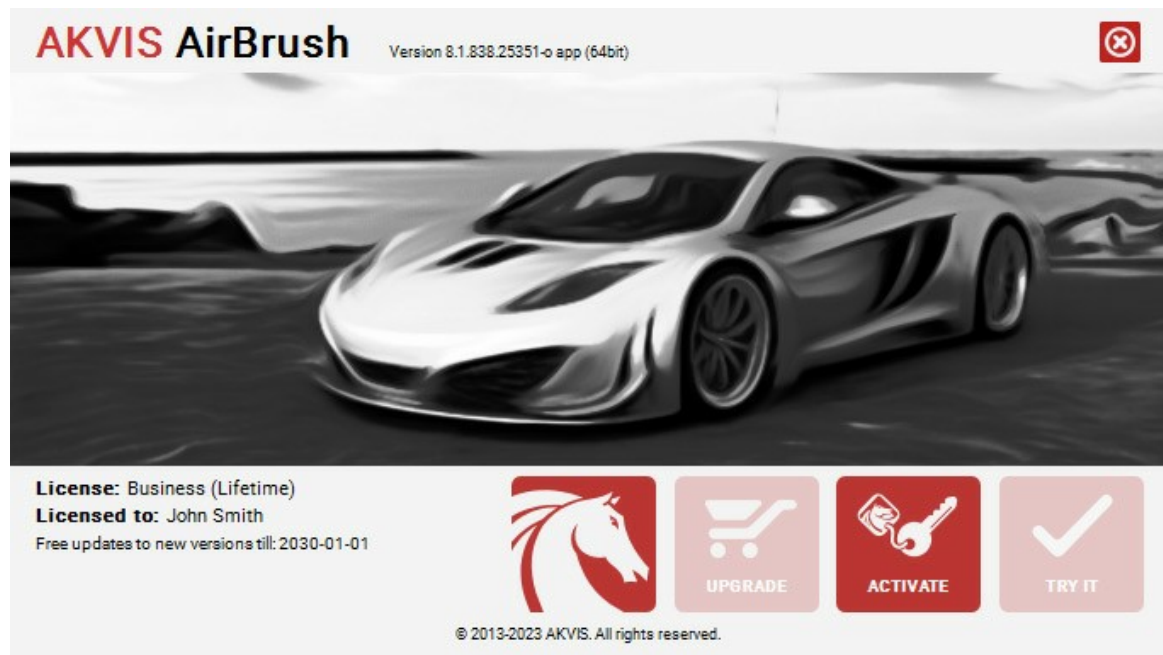 AKVIS AirBrush Version 8.1.838.25351-o app (64bit)
License: Business (Lifetime)
Licensed to: John Smith
Free updates to new versions till: 2030-01-01
UPGRADE ACTIVATE TRY IT
© 2013-2023 AKVIS. All rights reserved.